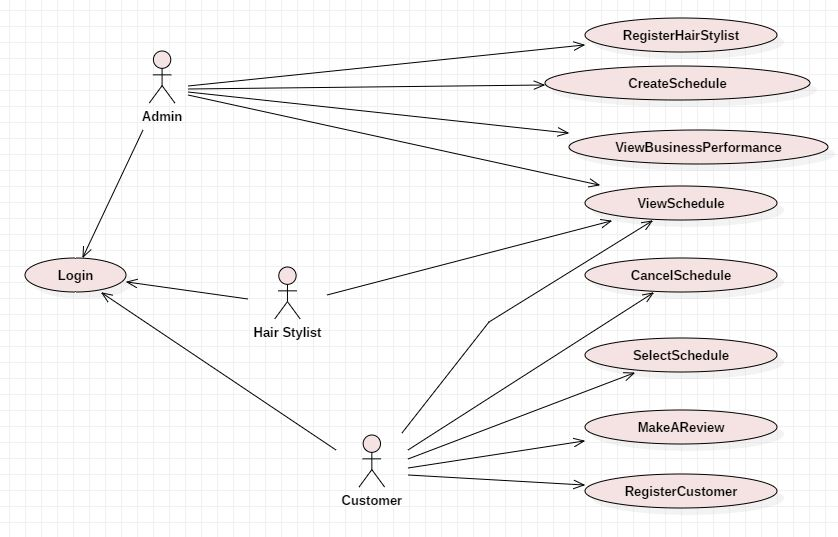 RegisterHairStylist
CreateSchedule
Admin
ViewBusinessPerformance
ViewSchedule
Login
CancelSchedule
Hair Stylist
SelectSchedule
MakeAReview
RegisterCustomer
Customer